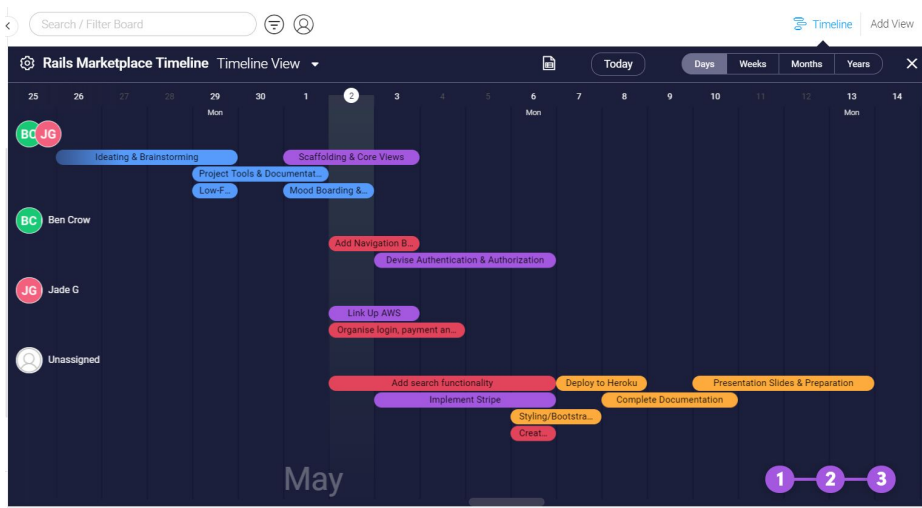 Search / Filter Board
Timeline
Add View
Rails Marketplace Timeline Timeline View
Today
Days Weeks Months Years
25 26 27 28 29 30 1 2 3 4 5 6 7 8 9 10 11 12 13 14
Mon Mon Mon
BC JG
Ideating & Brainstorming
Scaffolding & Core Views
Project Tools & Documentat...
Low-F...
Mood Boarding &...
BC Ben Crow
Add Navigation B...
Devise Authentication & Authorization
JG Jade G
Link Up AWS
Organise login, payment an...
Unassigned
Add search functionality
Deploy to Heroku
Presentation Slides & Preparation
Implement Stripe
Complete Documentation
Styling/Bootstra...
Creat...
May
1 2 3